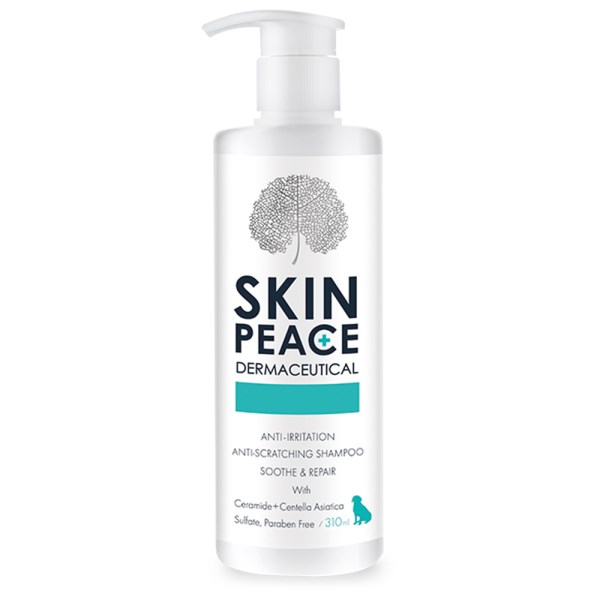 SKIN
PEACE
DERMACEUTICAL
ANTI-IRRITATION
ANTI-SCRATCHING SHAMPOO
SOOTHE & REPAIR
With
Ceramide+Centella Asiatica
Sulfate, Paraben Free / 310ml